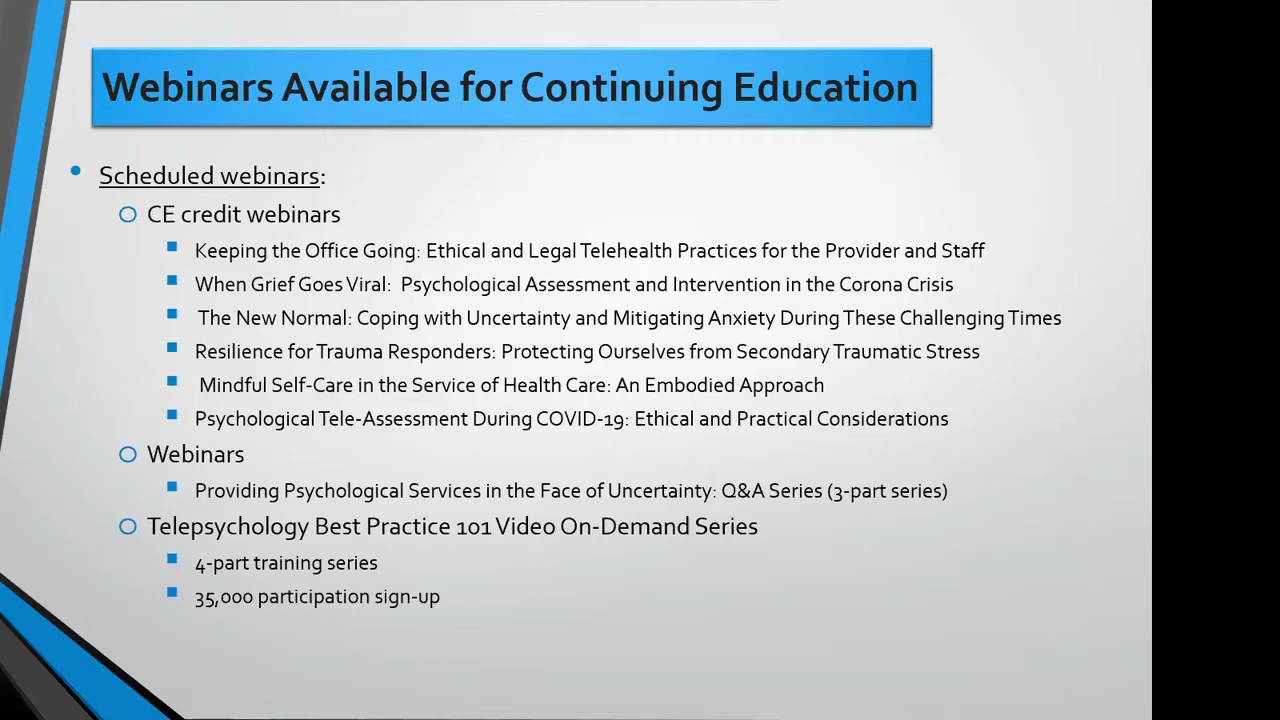 Webinars Available for Continuing Education
Scheduled webinars:
CE credit webinars
Keeping the Office Going: Ethical and Legal Telehealth Practices for the Provider and Staff
When Grief Goes Viral:  Psychological Assessment and Intervention in the Corona Crisis
The New Normal: Coping with Uncertainty and Mitigating Anxiety During These Challenging Times
Resilience for Trauma Responders: Protecting Ourselves from Secondary Traumatic Stress
Mindful Self-Care in the Service of Health Care: An Embodied Approach
Psychological Tele-Assessment During COVID-19: Ethical and Practical Considerations
Webinars
Providing Psychological Services in the Face of Uncertainty: Q&A Series (3-part series)
Telepsychology Best Practice 101 Video On-Demand Series
4-part training series
35,000 participation sign-up